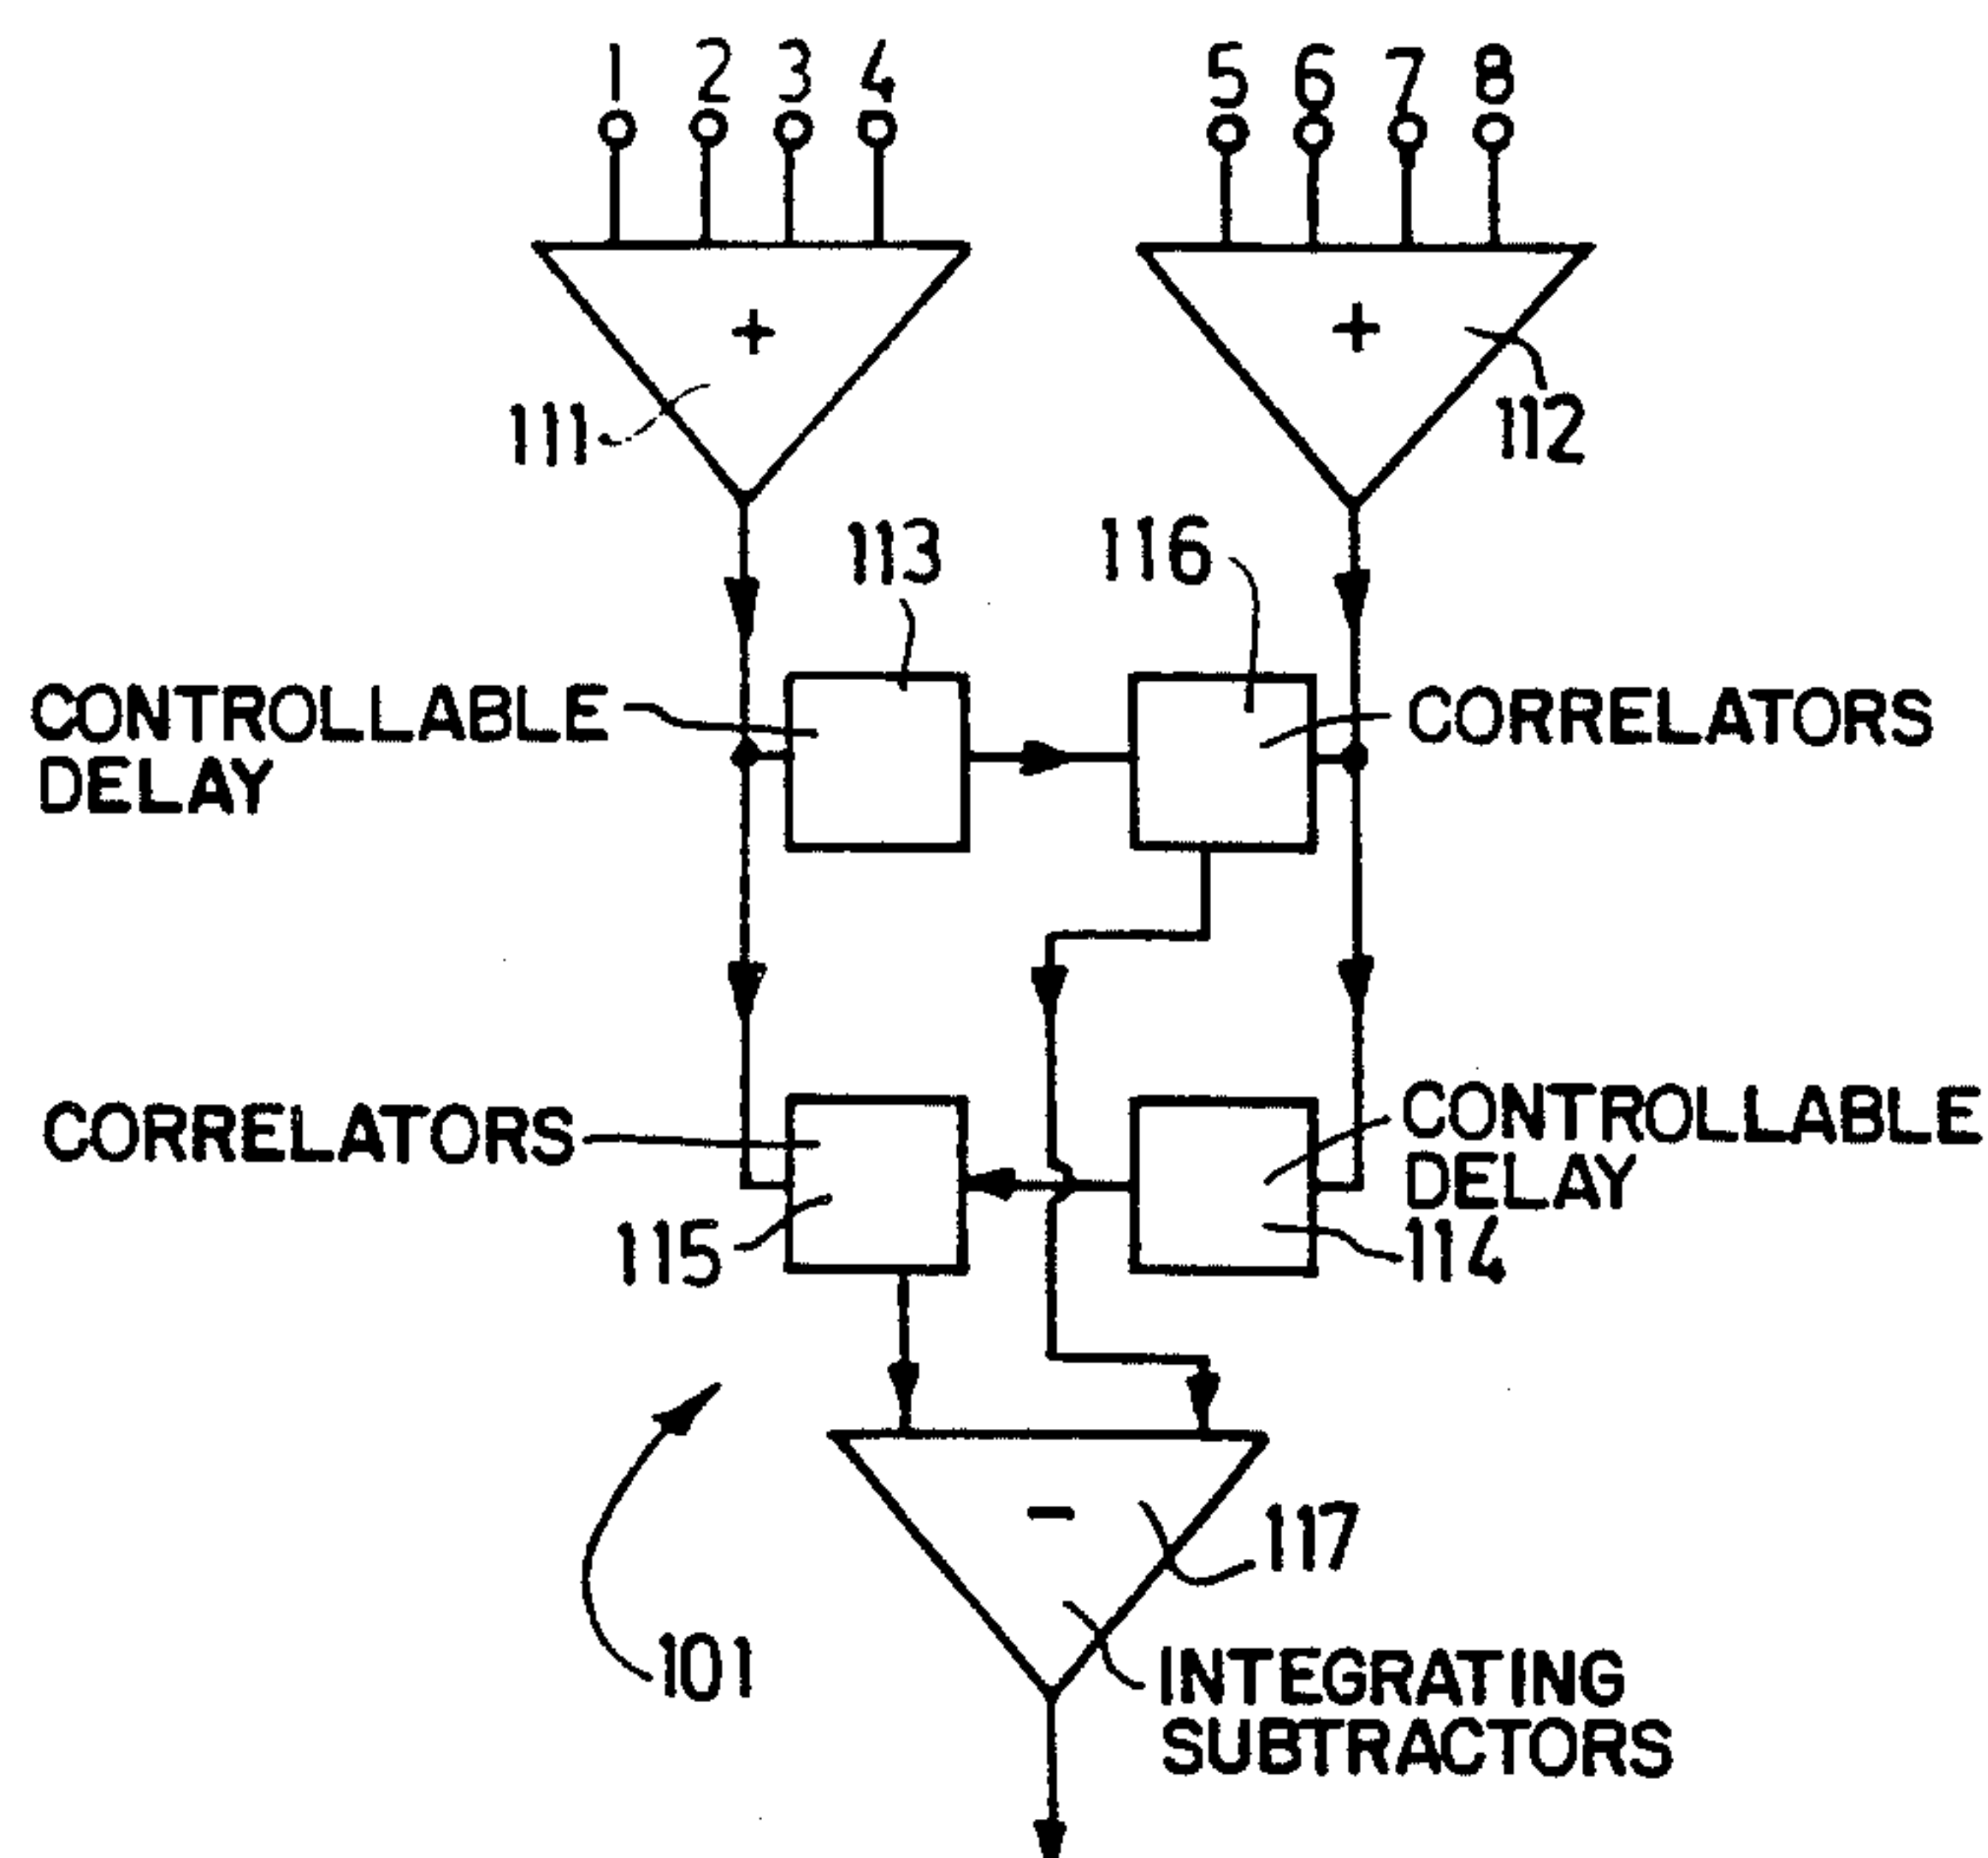 1 2 3 4 5 6 7 8
+ +
111 112
113 116
CONTROLLABLE
DELAY
CORRELATORS
CORRELATORS
CONTROLLABLE
DELAY
115 114
-
117
101
INTEGRATING
SUBTRACTORS